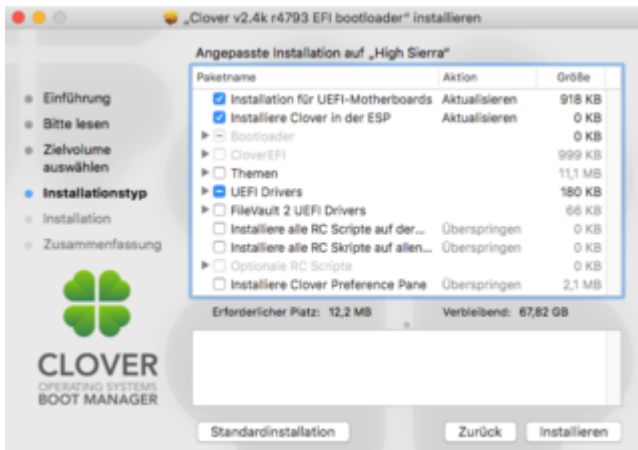 „Clover v2.4k r4793 EFI bootloader“ installieren
Angepasste Installation auf „High Sierra“
Paketname Aktion Größe
Installation für UEFI-Motherboards Aktualisieren 918 KB
Installiere Clover in der ESP Aktualisieren 0 KB
Bootloader 0 KB
CloverEFI 999 KB
Themen 11,1 MB
UEFI Drivers 180 KB
FileVault 2 UEFI Drivers 66 KB
Installiere alle RC Scripte auf der... Überspringen 0 KB
Installiere alle RC Skripte auf allen... Überspringen 0 KB
Optionale RC Scripte 0 KB
Installiere Clover Preference Pane Überspringen 2,1 MB
Einführung
Bitte lesen
Zielvolume
auswählen
Installationstyp
Installation
Zusammenfassung
CLOVER
OPERATING SYSTEMS
BOOT MANAGER
Erforderlicher Platz: 12,2 MB Verbleibend: 67,82 GB
Standardinstallation Zurück Installieren